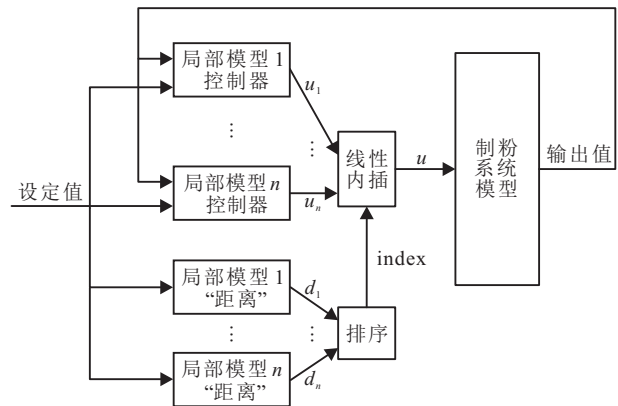 局部模型1
控制器
u₁
⋮
⋮
线性
内插
u
制粉
系统
模型
输出值
设定值
局部模型n
控制器
uₙ
index
局部模型1
“距离”
d₁
⋮
⋮
排序
局部模型n
“距离”
dₙ